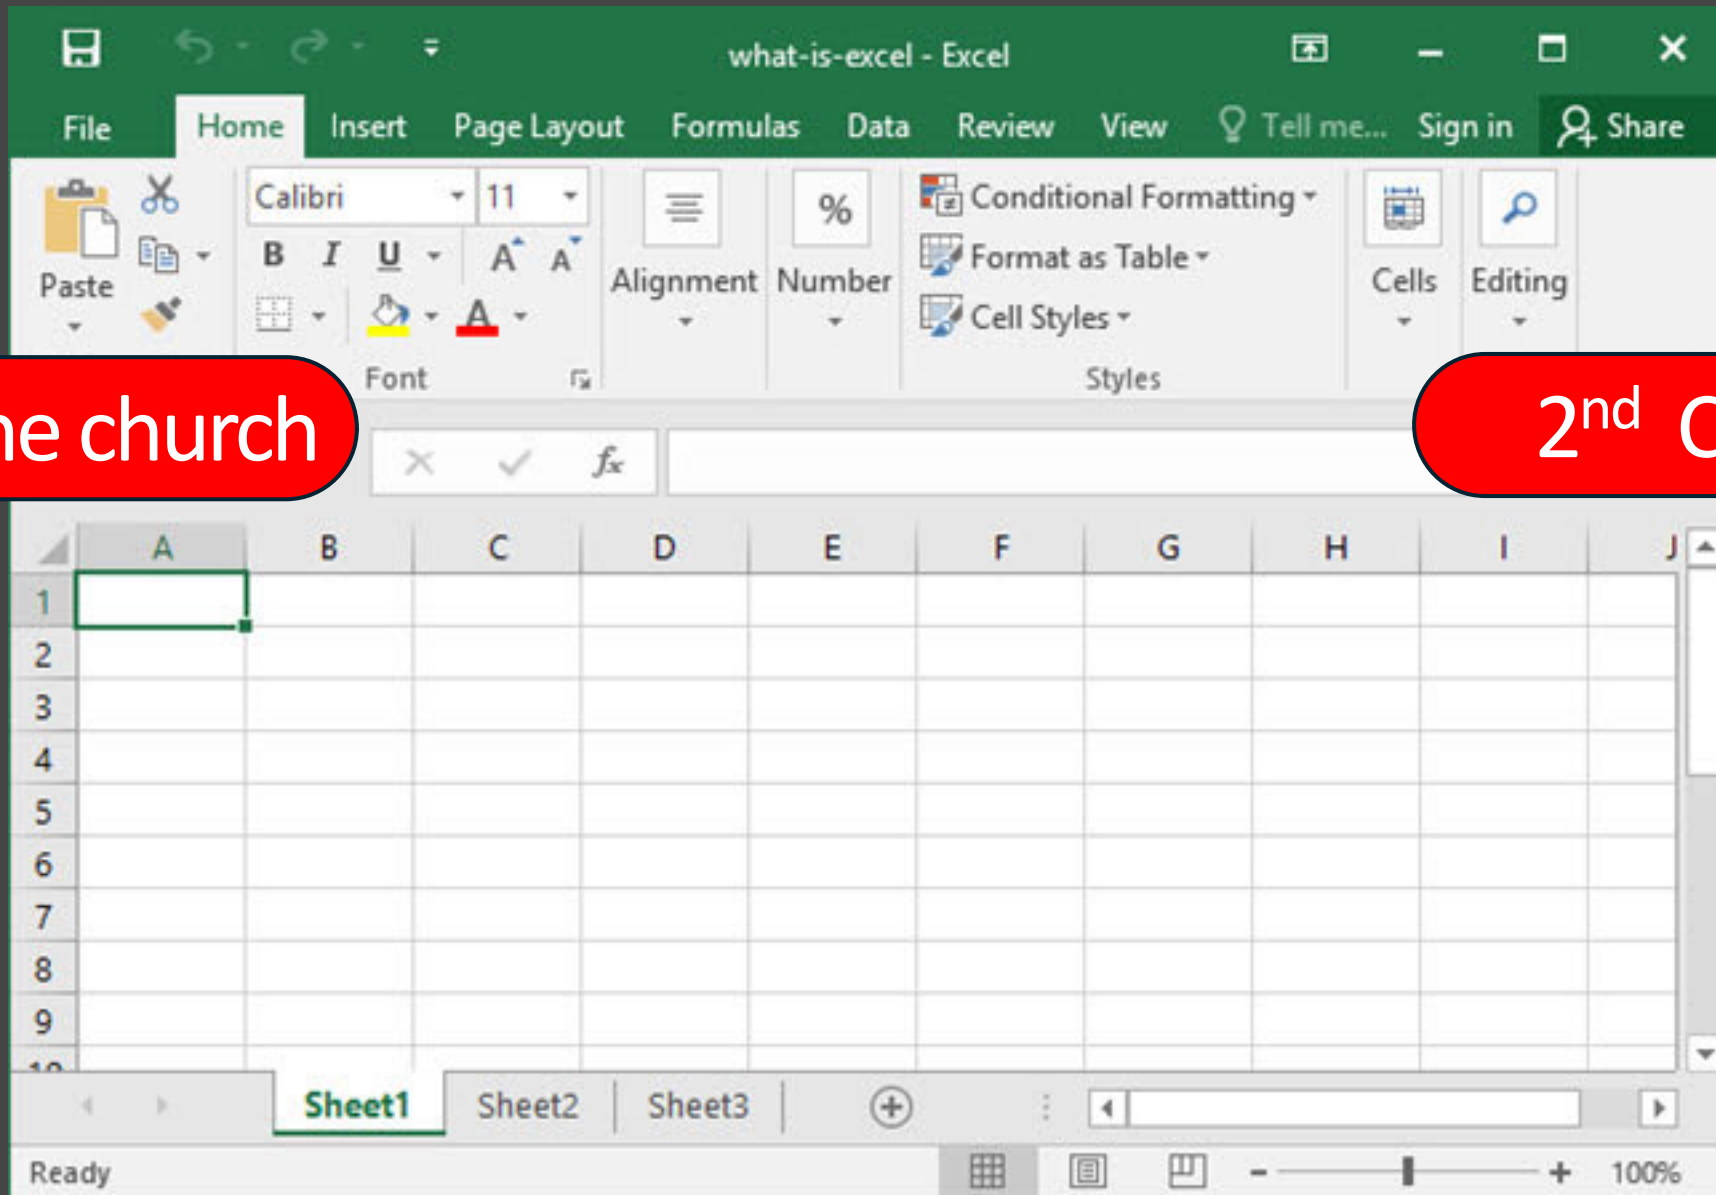 what-is-excel - Excel
File Home Insert Page Layout Formulas Data Review View Tell me... Sign in Share
Calibri 11
Conditional Formatting
B I U A A
Format as Table
Paste Alignment Number Cells Editing
A Cell Styles
Font Styles
church
2nd
fx
A B C D E F G H I J
1
2
3
4
5
6
7
8
9
Sheet1 Sheet2 Sheet3
Ready 100%